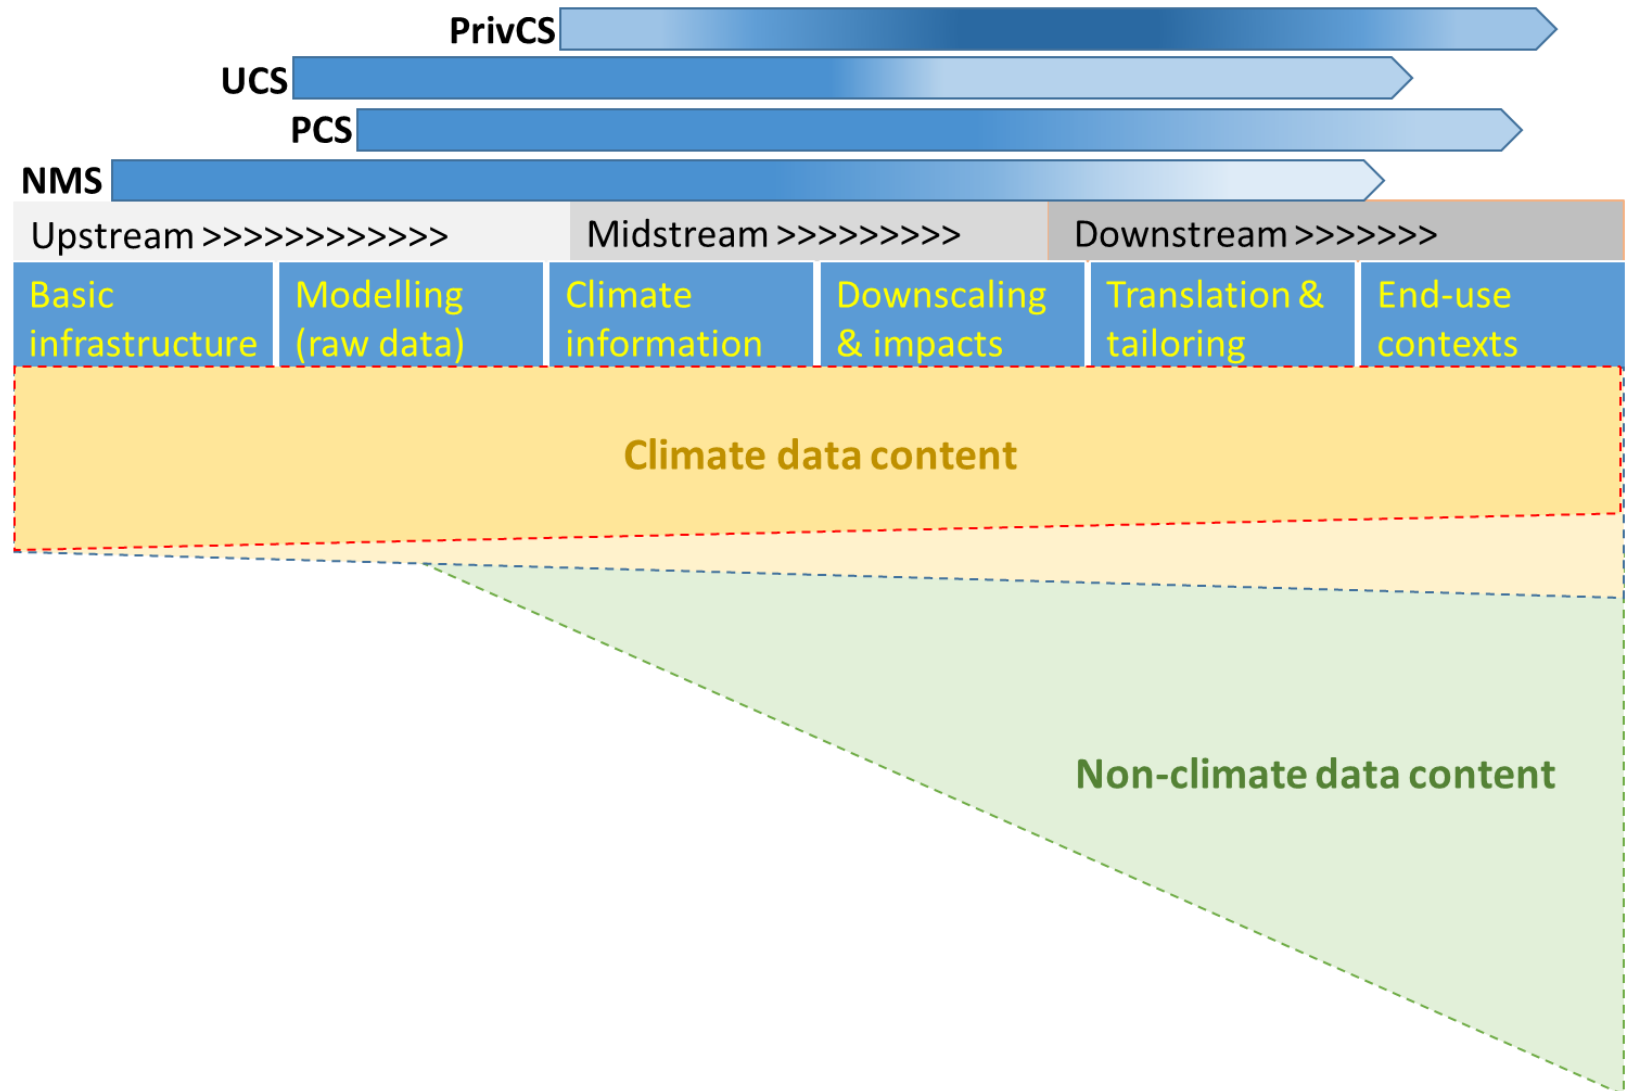 PrivCS
UCS
PCS
NMS
Upstream >>>>>>>>>>>> Midstream >>>>>>>>> Downstream >>>>>>>
Basic
infrastructure
Modelling
(raw data)
Climate
information
Downscaling
& impacts
Translation &
tailoring
End-use
contexts
Climate data content
Non-climate data content